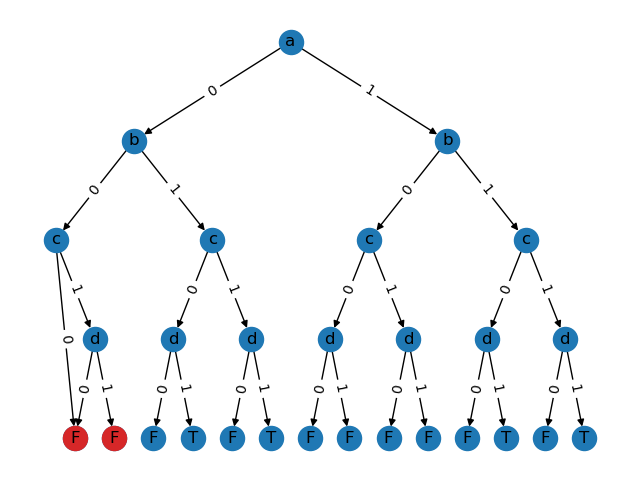 a
0 1
b b
0 1 0 1
c c c c
1 0 1 0 1 0 1
0
d d d d d d d
0 1 0 1 0 1 0 1 0 1 0 1 0 1
F F F T F T F F F F F T F T